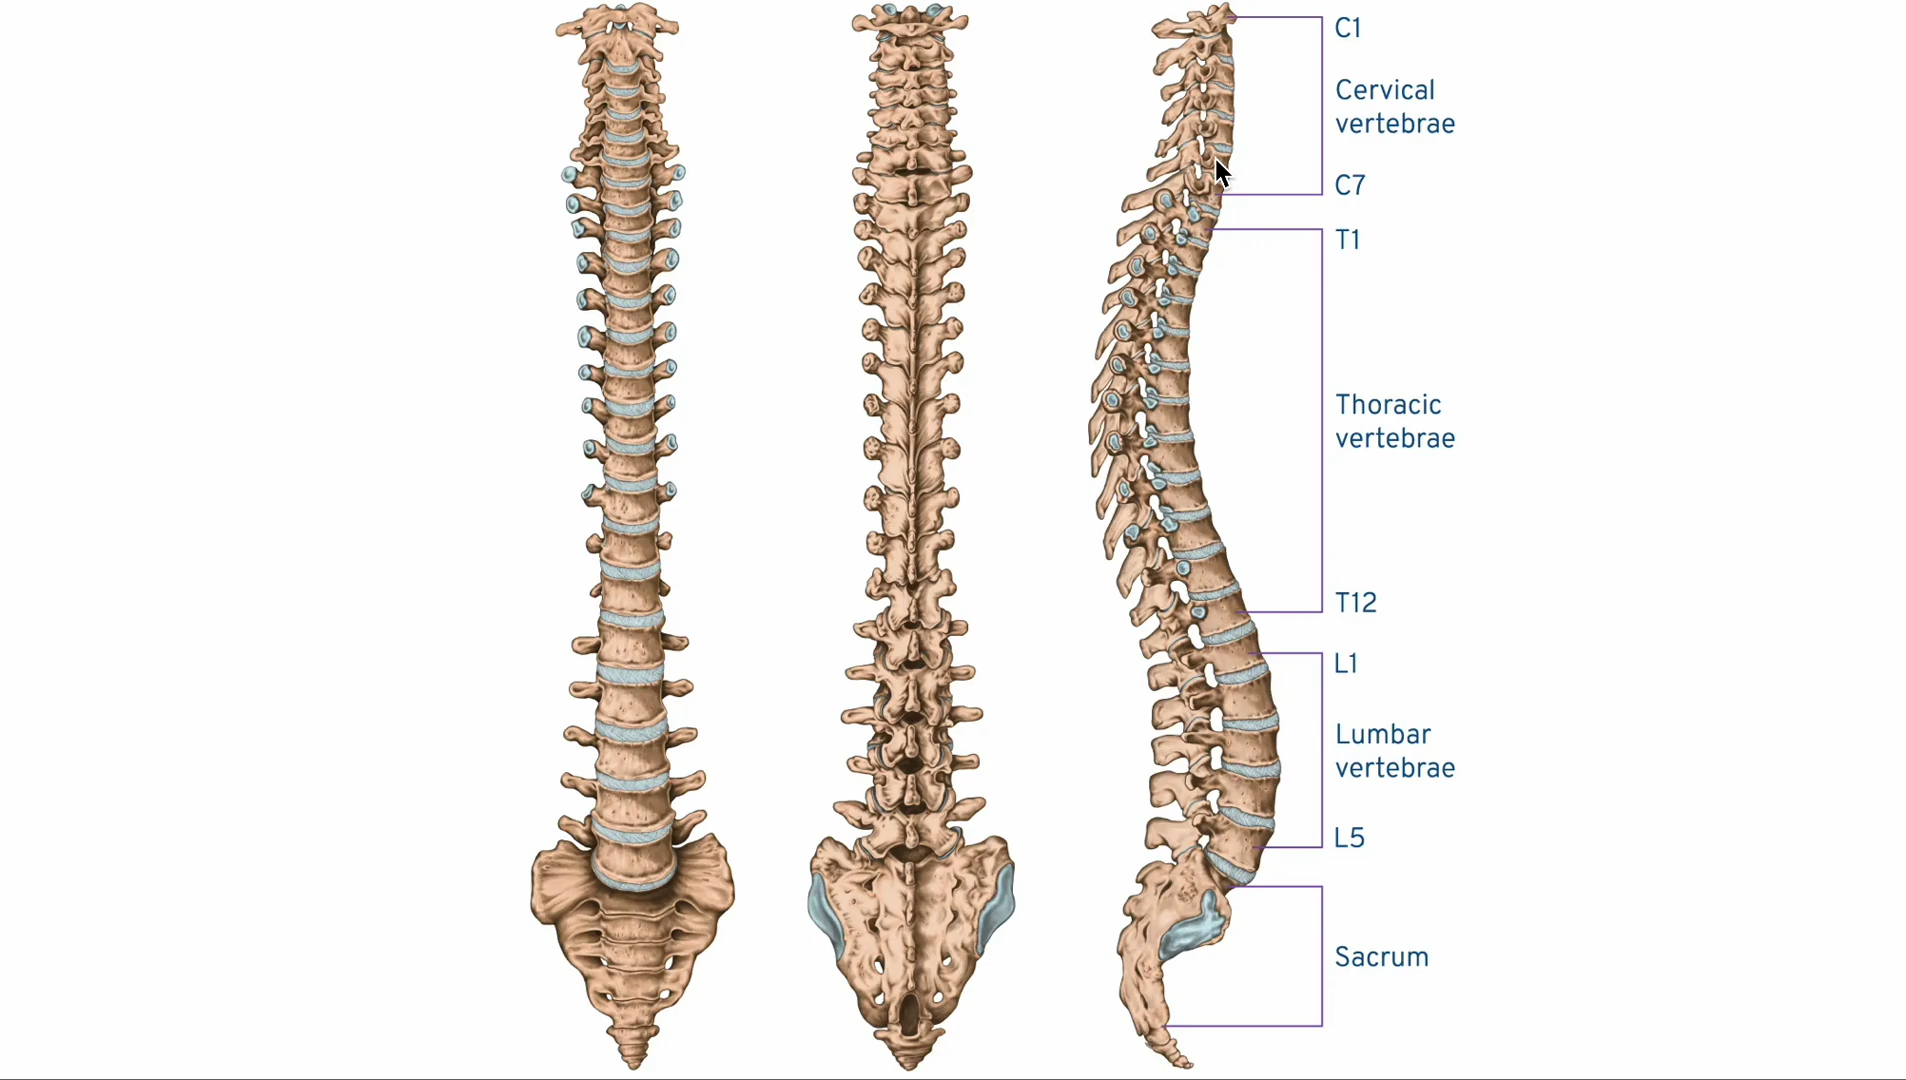 C1
Cervical
vertebrae
C7
T1
Thoracic
vertebrae
T12
L1
Lumbar
vertebrae
L5
Sacrum